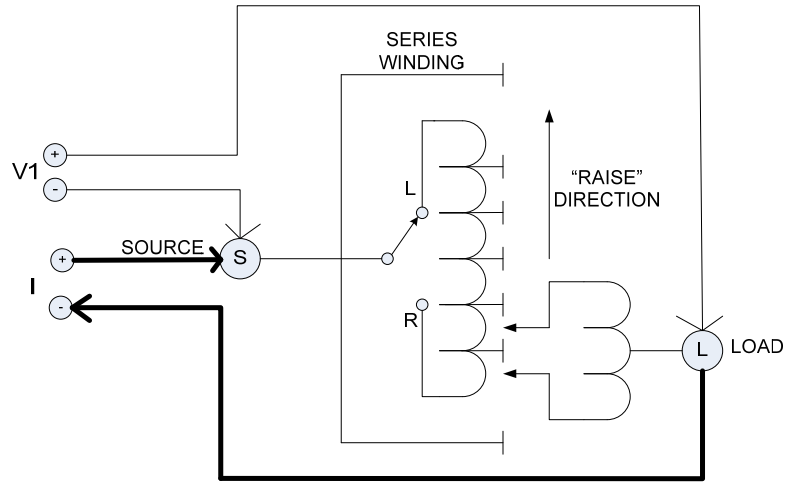 SERIES
WINDING
+
V1
-
L
“RAISE”
DIRECTION
SOURCE
+
S
I
-
R
L
LOAD